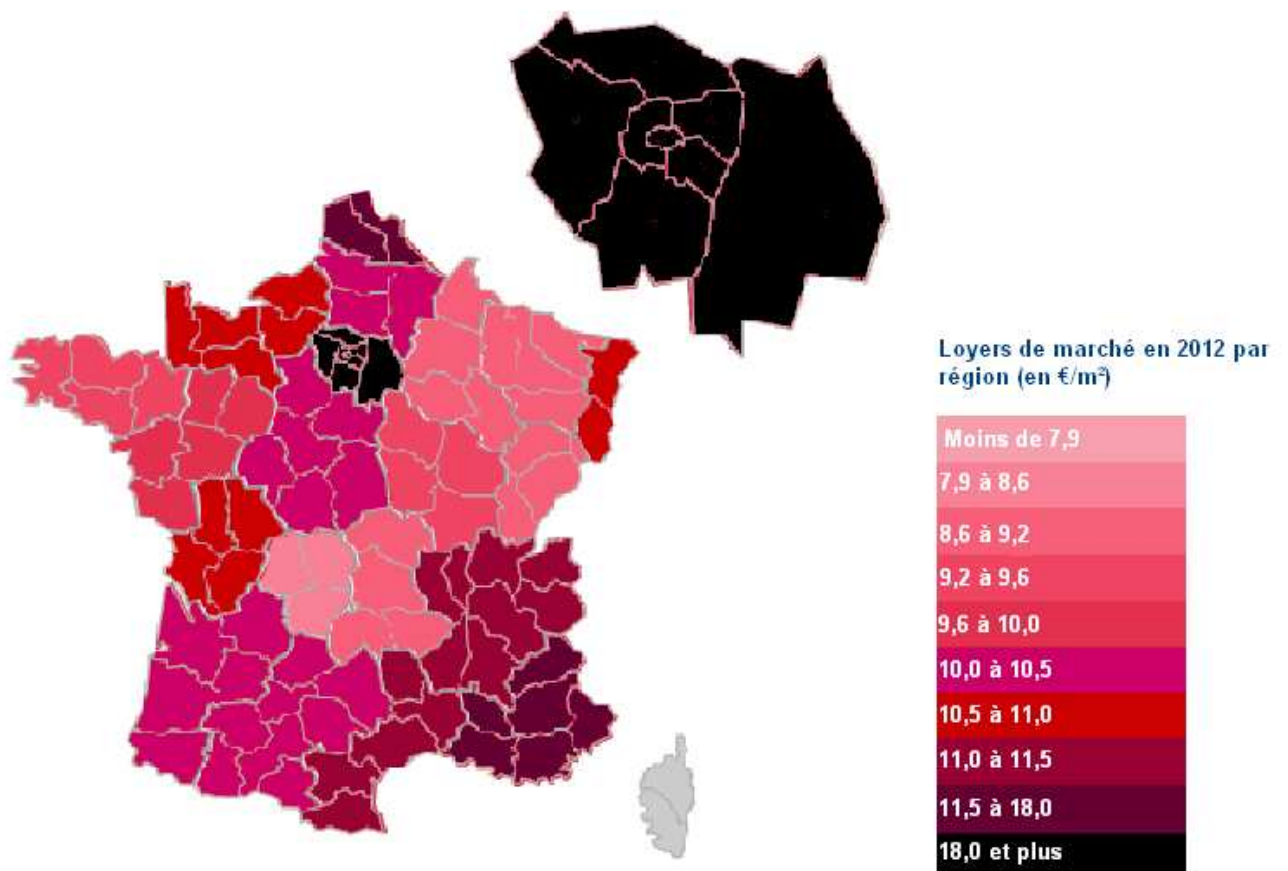 Loyers de marché en 2012 par
région (en €/m²)
Moins de 7,9
7,9 à 8,6
8,6 à 9,2
9,2 à 9,6
9,6 à 10,0
10,0 à 10,5
10,5 à 11,0
11,0 à 11,5
11,5 à 18,0
18,0 et plus